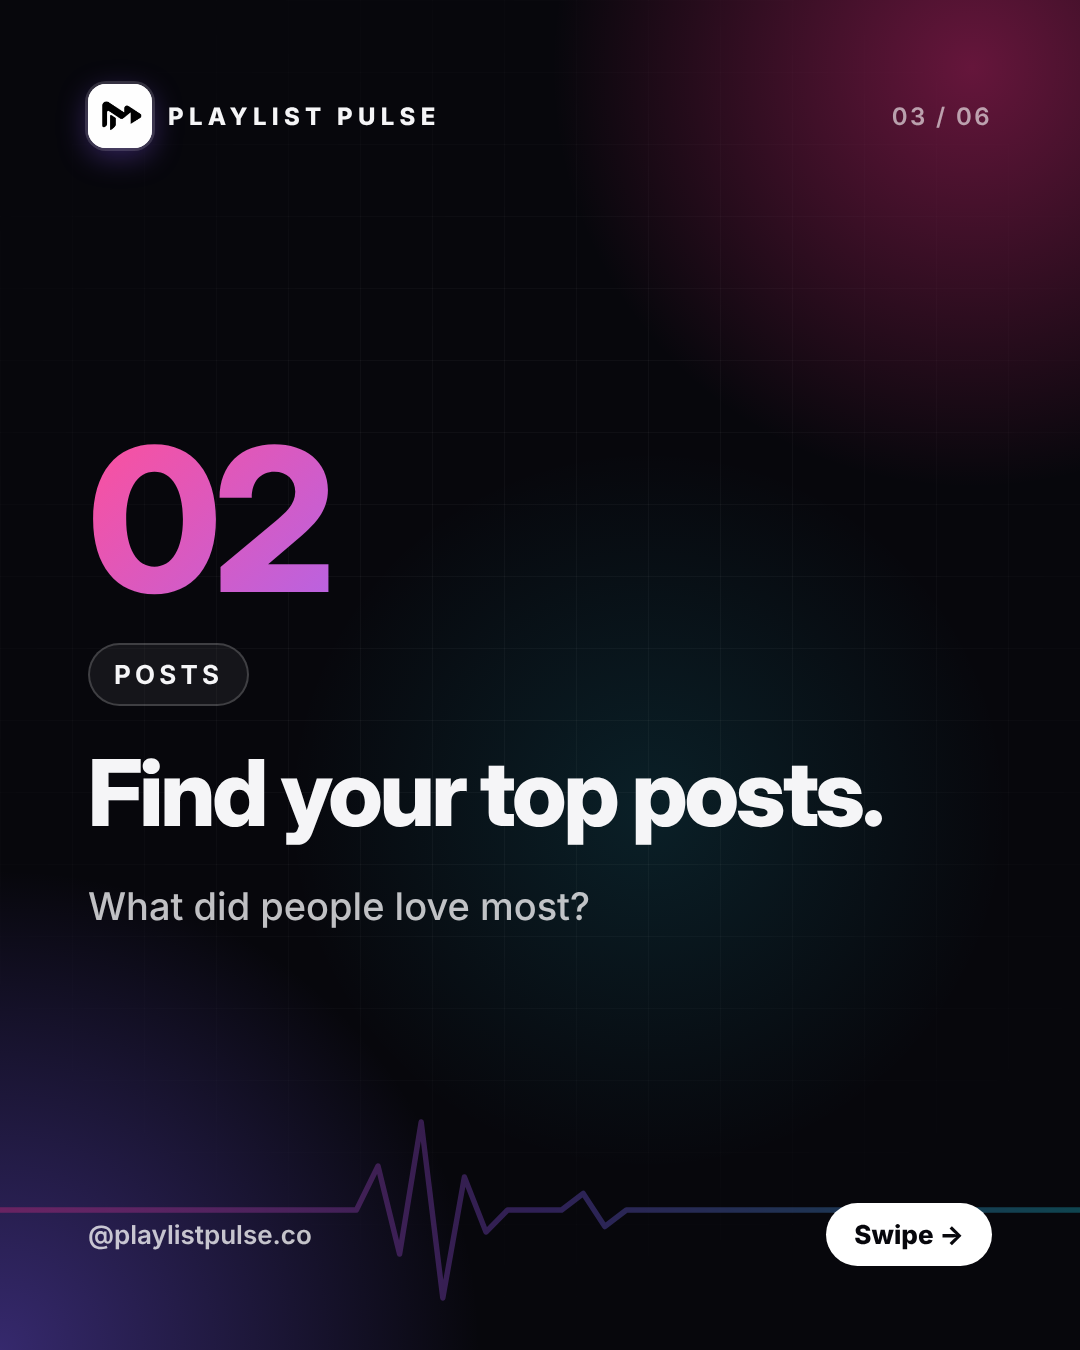 PLAYLIST PULSE
03 / 06
02
POSTS
Find your top posts.
What did people love most?
@playlistpulse.co
Swipe →